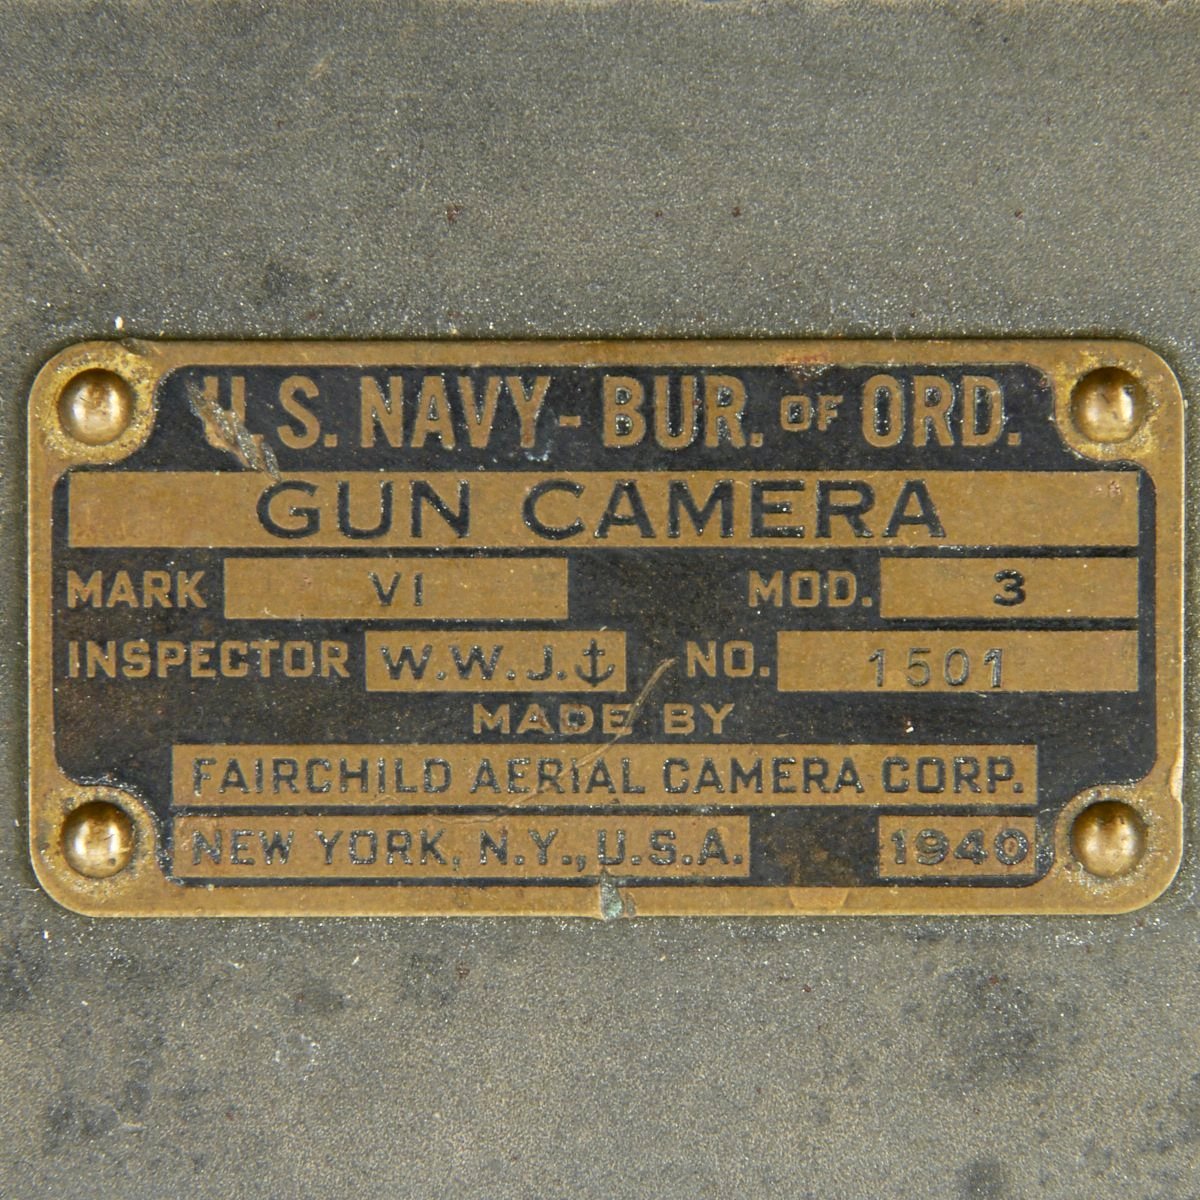 U.S. NAVY - BUR. OF ORD.
GUN CAMERA
MARK VI MOD. 3
INSPECTOR W.W.J.⚓ NO. 1501
MADE BY
FAIRCHILD AERIAL CAMERA CORP.
NEW YORK, N.Y., U.S.A. 1940